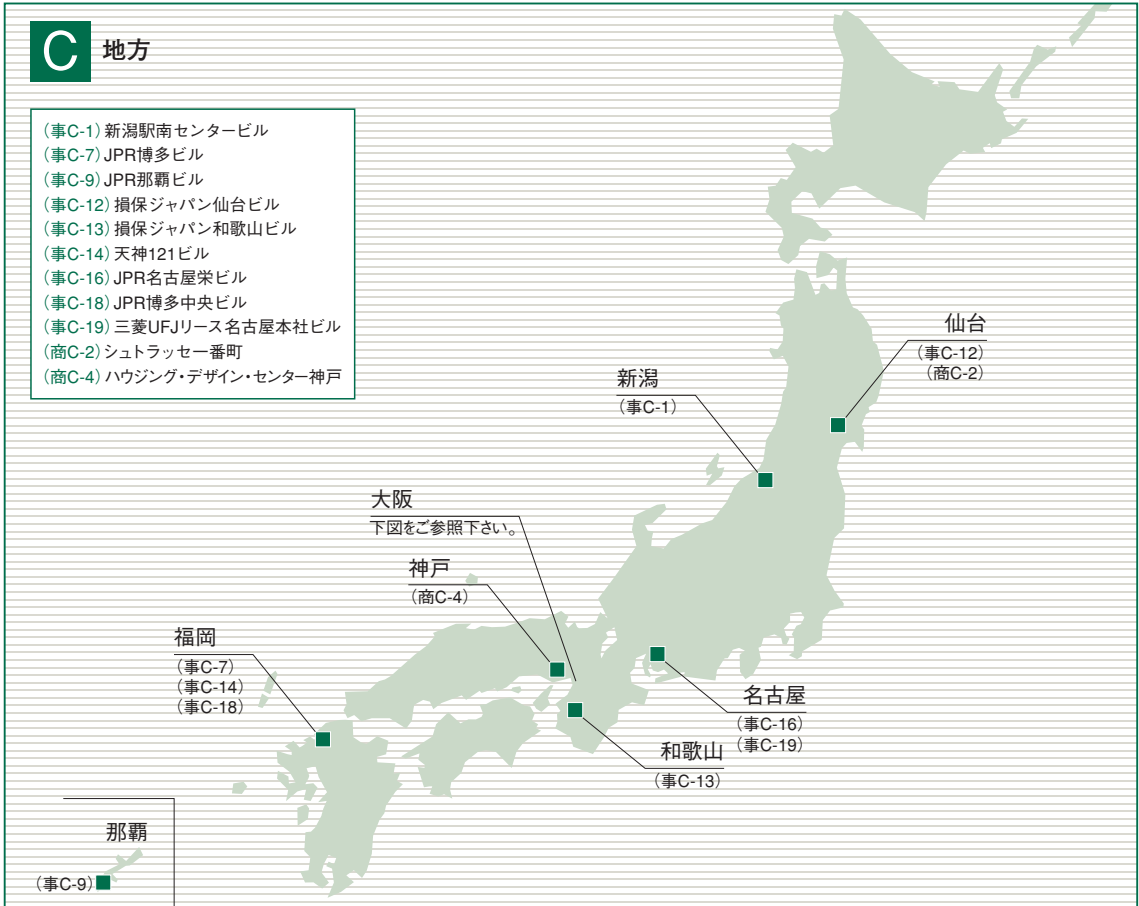 C 地方
(事C-1) 新潟駅南センタービル
(事C-7) JPR博多ビル
(事C-9) JPR那覇ビル
(事C-12) 損保ジャパン仙台ビル
(事C-13) 損保ジャパン和歌山ビル
(事C-14) 天神121ビル
(事C-16) JPR名古屋栄ビル
(事C-18) JPR博多中央ビル
(事C-19) 三菱UFJリース名古屋本社ビル
(商C-2) シュトラッセ一番町
(商C-4) ハウジング・デザイン・センター神戸
仙台
(事C-12)
(商C-2)
新潟
(事C-1)
大阪
下図をご参照下さい。
神戸
(商C-4)
福岡
(事C-7)
(事C-14)
(事C-18)
名古屋
(事C-16)
(事C-19)
和歌山
(事C-13)
那覇
(事C-9)